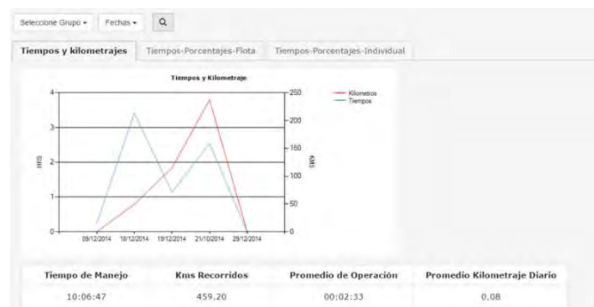 Seleccione Grupo Fechas
Tiempos y kilometrajes Tiempos-Porcentajes-Flota Tiempos-Porcentajes-Individual
Tiempos y Kilometraje
Kilometros
Tiempos
4
3
2
1
0
HRS
250
200
150
100
50
0
KMS
09/12/2014 18/12/2014 19/12/2014 21/10/2014 29/12/2014
Tiempo de Manejo Kms Recorridos Promedio de Operación Promedio Kilometraje Diario
10:06:47 459,20 00:02:33 0,08